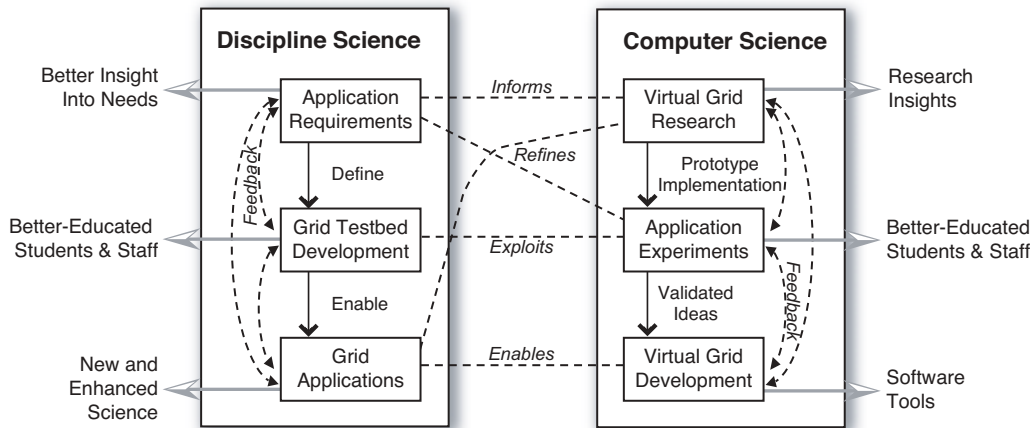 Discipline Science
Computer Science
Better Insight
Into Needs
Application
Requirements
Informs
Virtual Grid
Research
Research
Insights
Feedback
Define
Refines
Prototype
Implementation
Better-Educated
Students & Staff
Grid Testbed
Development
Exploits
Application
Experiments
Better-Educated
Students & Staff
Enable
Validated
Ideas
Feedback
New and
Enhanced
Science
Grid
Applications
Enables
Virtual Grid
Development
Software
Tools